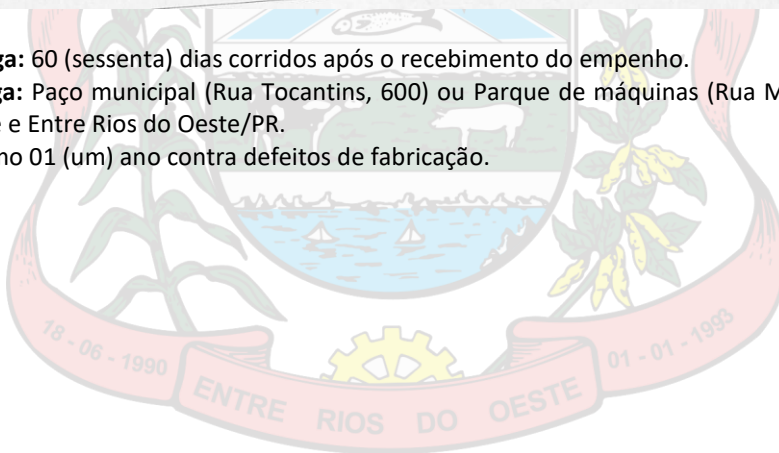 ga: 60 (sessenta) dias corridos após o recebimento do empenho.
ga: Paço municipal (Rua Tocantins, 600) ou Parque de máquinas (Rua M
e Entre Rios do Oeste/PR.
no 01 (um) ano contra defeitos de fabricação.
18 - 06 - 1990
01 - 01 - 1993
ENTRE RIOS DO OESTE